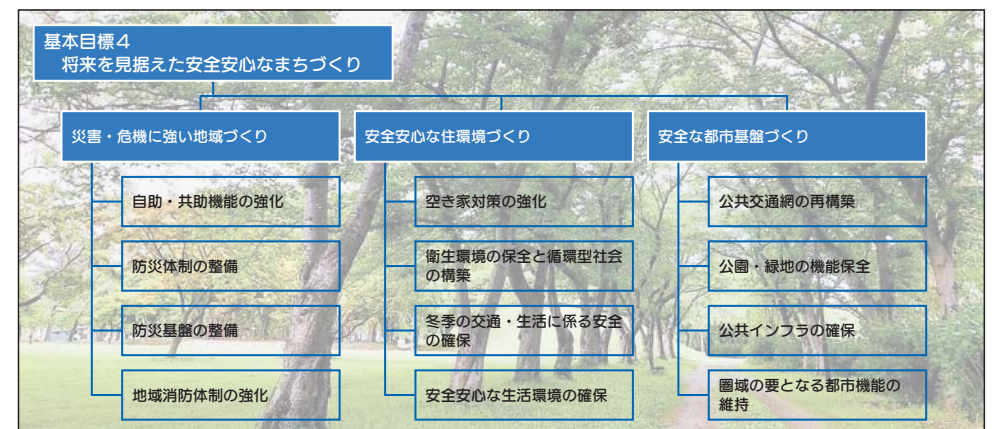 基本目標４
将来を見据えた安全安心なまちづくり
災害・危機に強い地域づくり
自助・共助機能の強化
防災体制の整備
防災基盤の整備
地域消防体制の強化
安全安心な住環境づくり
空き家対策の強化
衛生環境の保全と循環型社会
の構築
冬季の交通・生活に係る安全
の確保
安全安心な生活環境の確保
安全な都市基盤づくり
公共交通網の再構築
公園・緑地の機能保全
公共インフラの確保
圏域の要となる都市機能の
維持